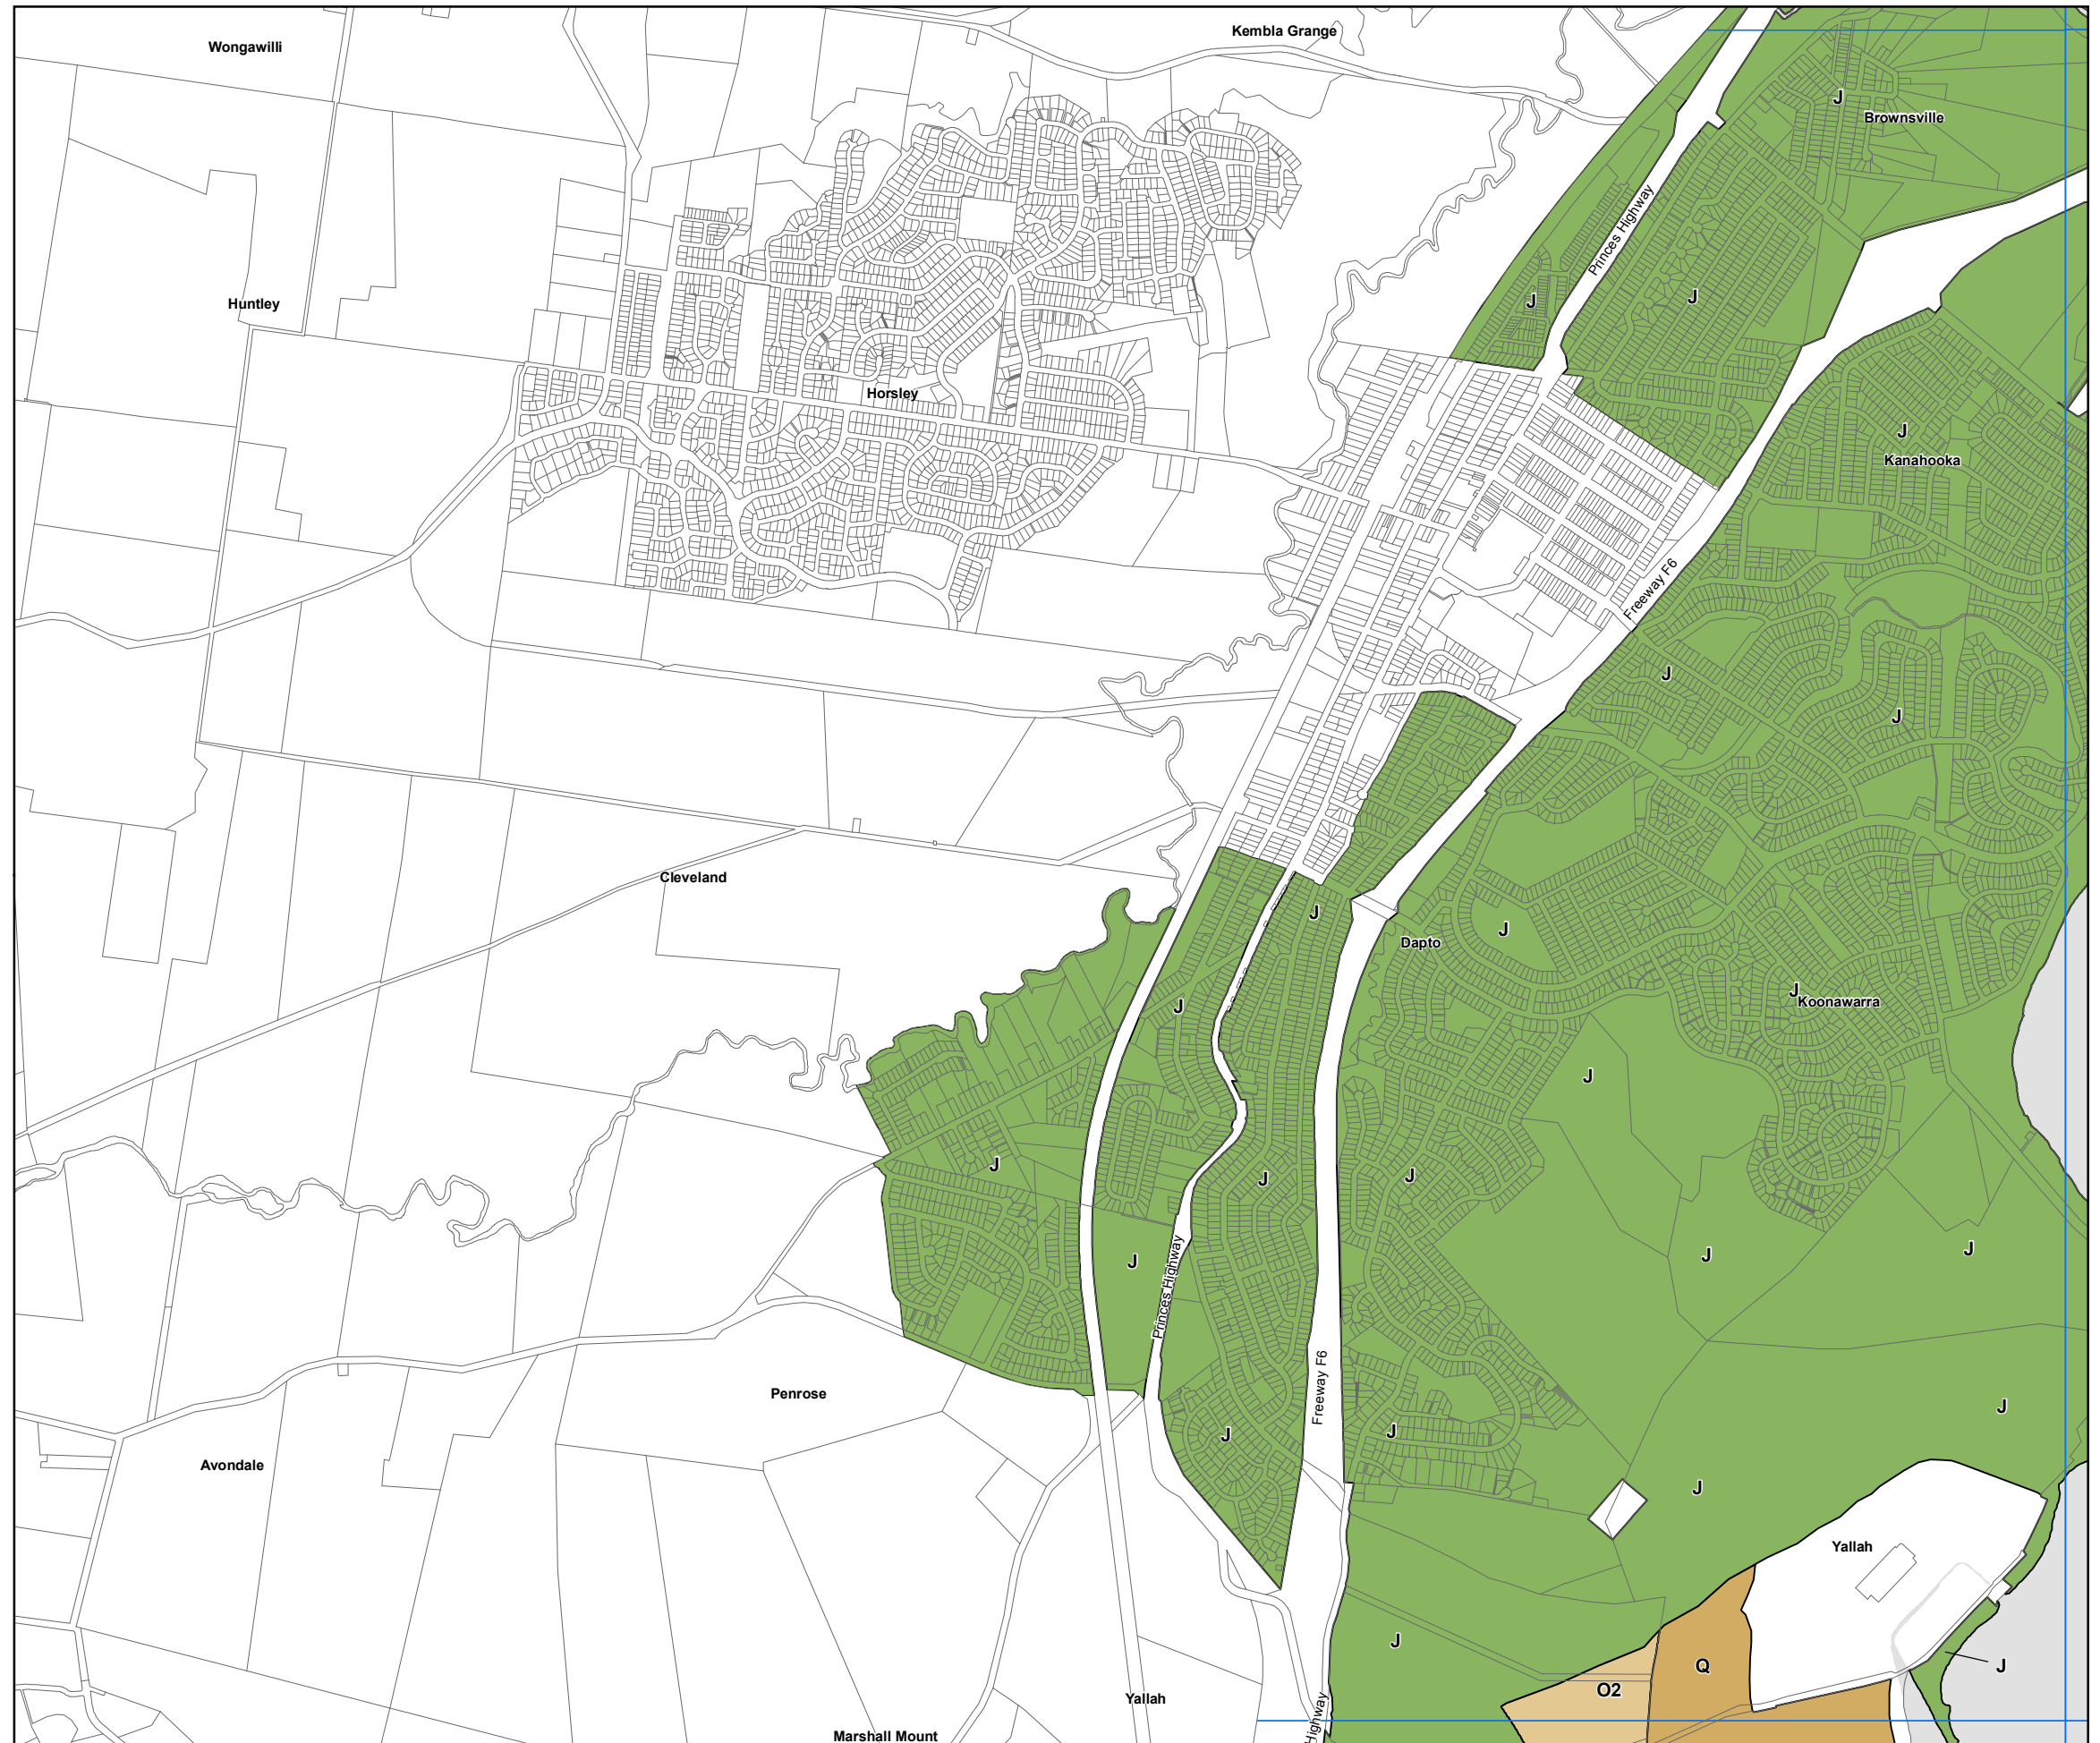 Kembla Grange
Wongawilli
J
Brownsville
Princes Highway
J
J
Huntley
Horsley
J
Kanahooka
Freeway F6
J
J
Cleveland
J
J
Dapto
J
Koonawarra
J
J
J
J
J
J
J
J
J
Princes Highway
Freeway F6
Penrose
J
J
J
Avondale
J
Yallah
J
Q
J
O2
Yallah
Highway
Marshall Mount